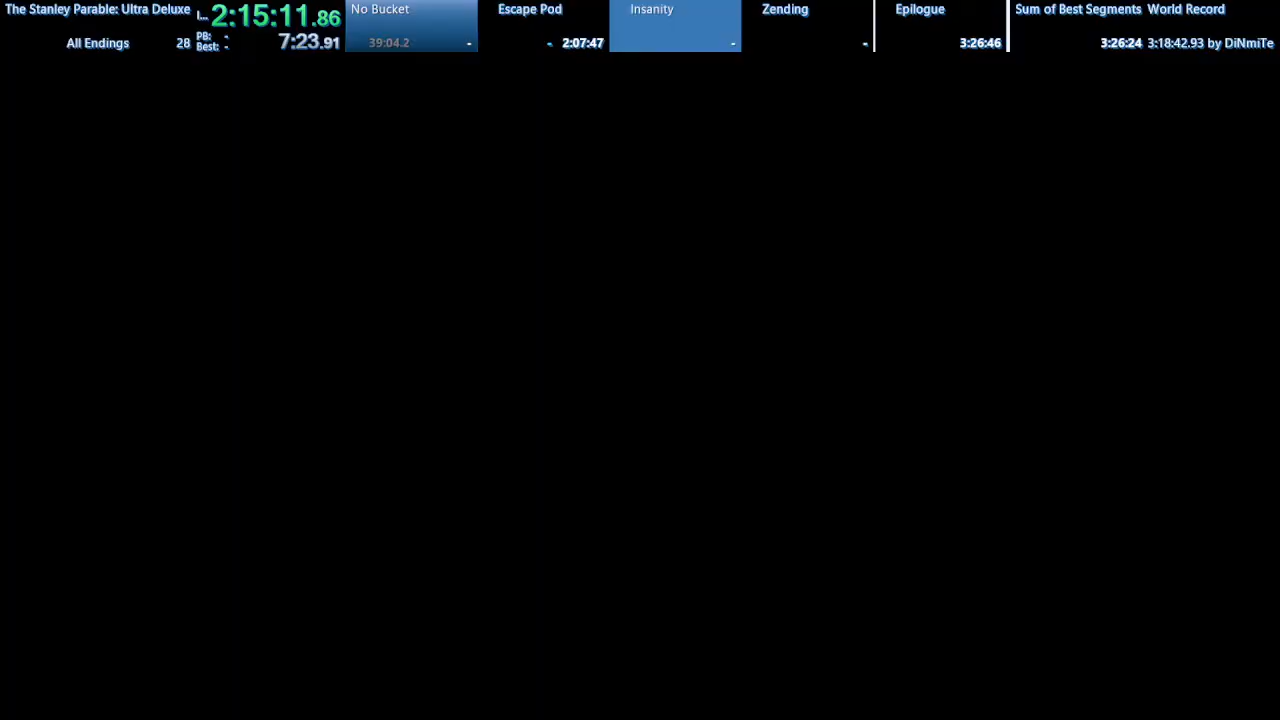 The Stanley Parable: Ultra Deluxe
All Endings 28
I... 2:15:11.86
PB: -
Best: -
7:23.91
No Bucket
39:04.2 -
Escape Pod
- 2:07:47
Insanity
-
Zending
-
Epilogue
3:26:46
Sum of Best Segments
3:26:24
World Record
3:18:42.93 by DiNmiTe